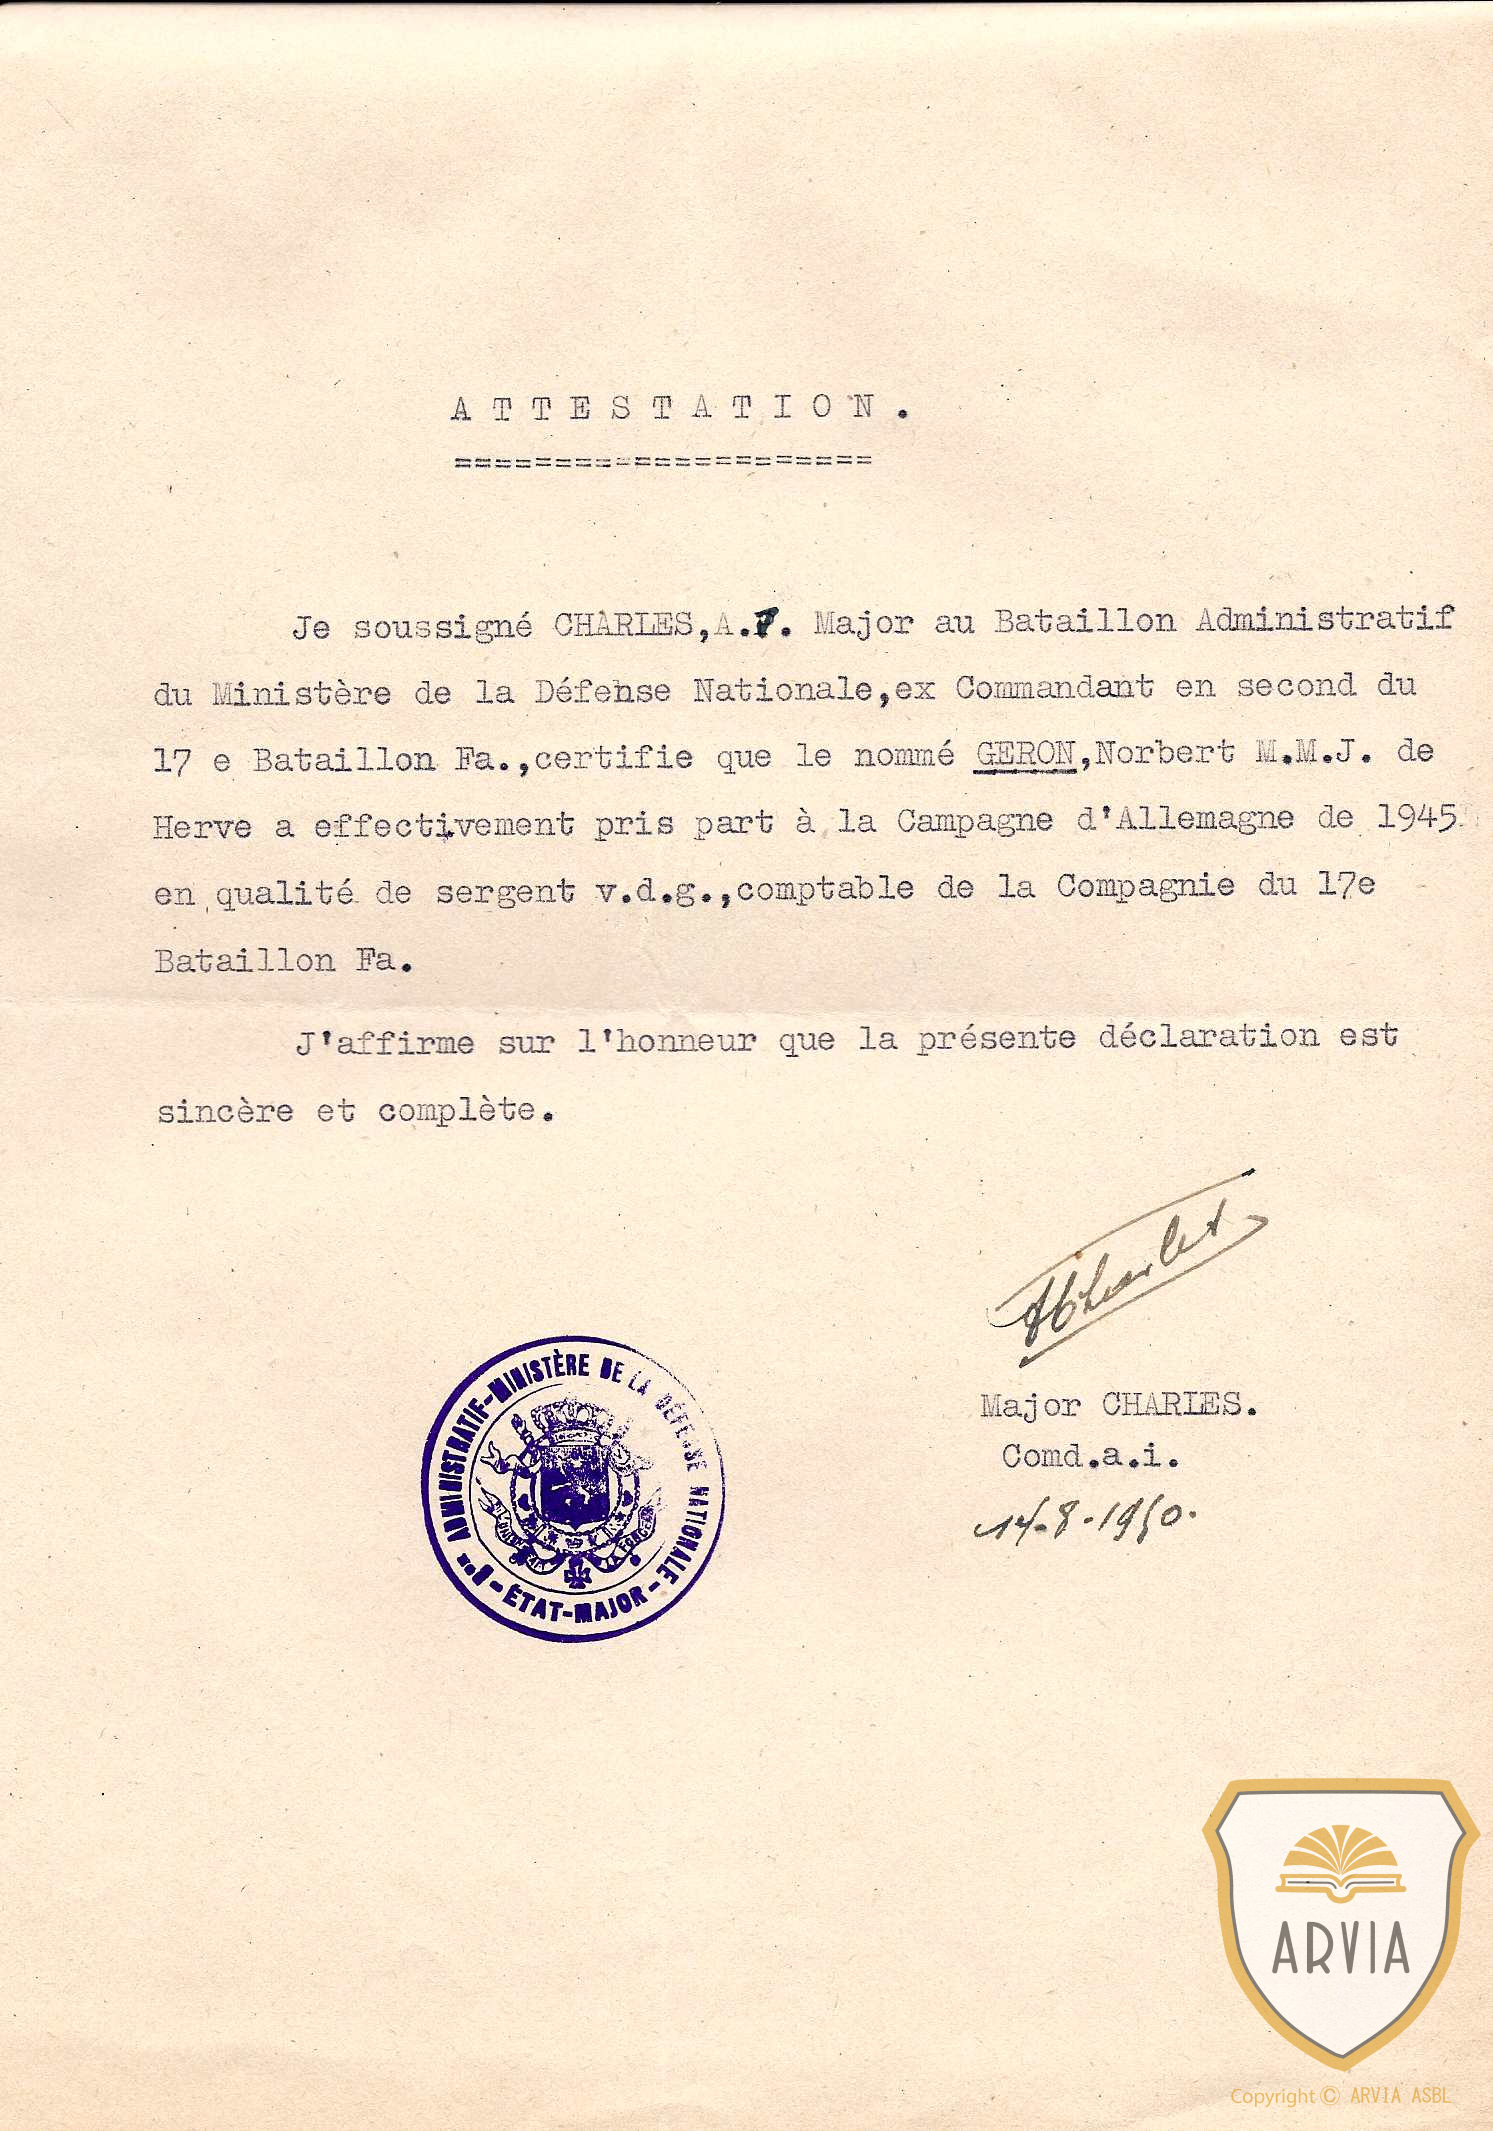 ATTESTATION.
=====================
Je soussigné CHARLES,A. . Major au Bataillon Administratif
du Ministère de la Défense Nationale,ex Commandant en second du
17 e Bataillon Fa.,certifie que le nommé GERON,Norbert M.M.J. de
Herve a effectivement pris part à la Campagne d'Allemagne de 1945
en qualité de sergent v.d.g.,comptable de la Compagnie du 17e
Bataillon Fa.
J'affirme sur l'honneur que la présente déclaration est
sincère et complète.
Major CHARLES.
Comd.a.i.
14-8-1950.
ADMINISTRATIF-MINISTÈRE DE LA DÉFENSE NATIONALE-
-ÉTAT-MAJOR-
ARVIA
Copyright © ARVIA ASBL